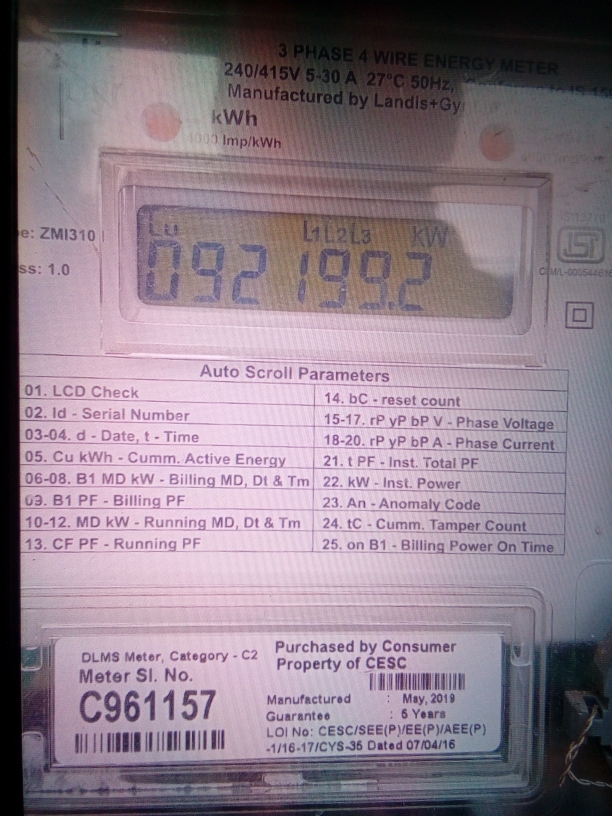 3 PHASE 4 WIRE ENERGY METER
240/415V 5-30 A 27°C 50Hz,
Manufactured by Landis+Gy
kWh
Imp/kWh
Cu L1L2L3 kW
092199.2
e: ZMI310
ss: 1.0
Auto Scroll Parameters
01. LCD Check
02. Id - Serial Number
03-04. d - Date, t - Time
05. Cu kWh - Cumm. Active Energy
06-08. B1 MD kW - Billing MD, Dt & Tm
09. B1 PF - Billing PF
10-12. MD kW - Running MD, Dt & Tm
13. CF PF - Running PF
14. bC - reset count
15-17. rP yP bP V - Phase Voltage
18-20. rP yP bP A - Phase Current
21. t PF - Inst. Total PF
22. kW - Inst. Power
23. An - Anomaly Code
24. tC - Cumm. Tamper Count
25. on B1 - Billing Power On Time
DLMS Meter, Category - C2
Meter SI. No.
C961157
Purchased by Consumer
Property of CESC
Manufactured : May, 2019
Guarantee : 5 Years
LOI No: CESC/SEE(P)/EE(P)/AEE(P)
-1/16-17/CYS-35 Dated 07/04/16